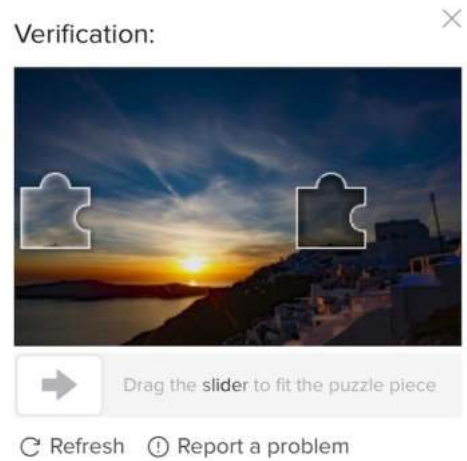 Verification:
Drag the slider to fit the puzzle piece
Refresh Report a problem